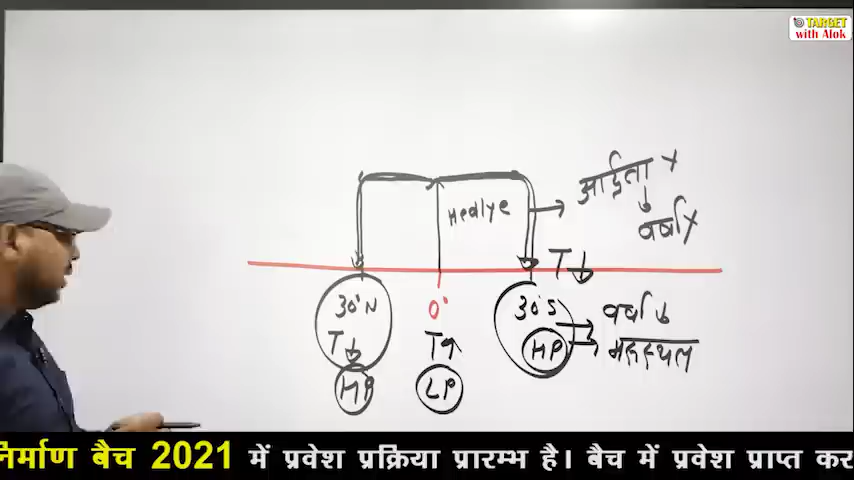 TARGET
with Alok
आर्द्रता X
↓
वर्षा X
Hedlye
T↓
30°N
0°
30°S
वर्षा ↓
T↓
T↑
HP
मरुस्थल
HP
LP
निर्माण बैच 2021 में प्रवेश प्रक्रिया प्रारम्भ है। बैच में प्रवेश प्राप्त कर